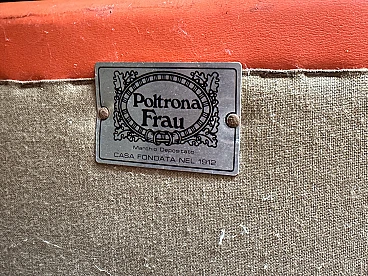 Poltrona
Frau
Marchio Depositato
CASA FONDATA NEL 1912